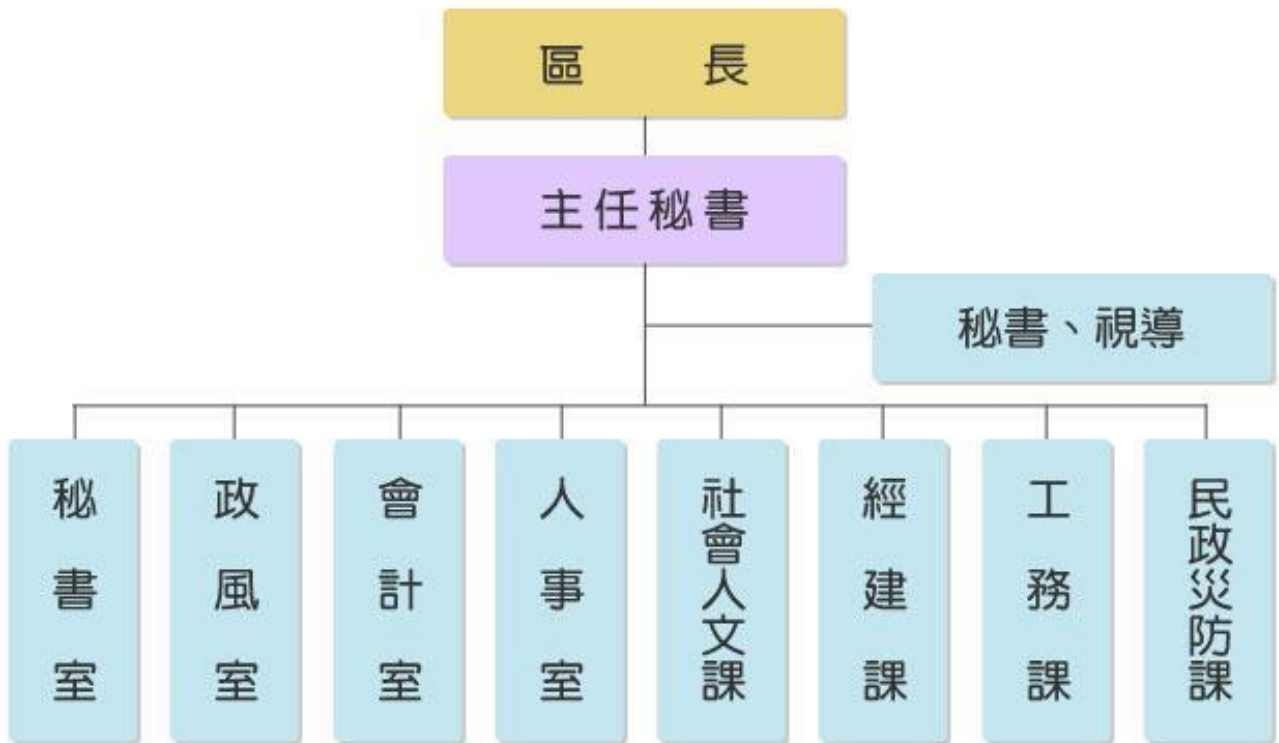 區長
主任秘書
秘書、視導
秘書室
政風室
會計室
人事室
社會人文課
經建課
工務課
民政災防課